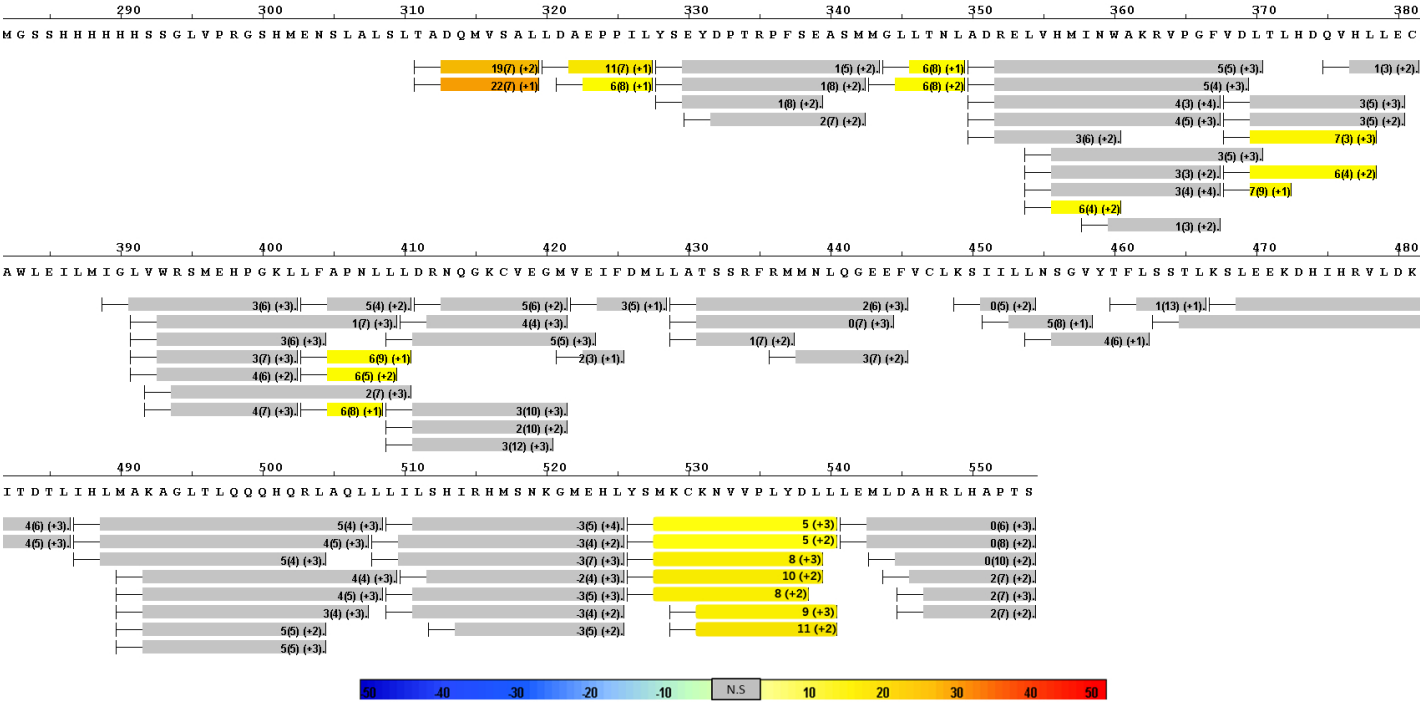 290 300 310 320 330 340 350 360 370 380
M G S S H H H H H H S S G L V P R G S H M E N S L A L S L T A D Q M V S A L L D A E P P I L Y S E Y D P T R P F S E A S M M G L L T N L A D R E L V H M I N W A K R V P G F V D L T L H D Q V H L L E C
19(7) (+2) 11(7) (+1) 1(5) (+2). 6(8) (+1) 5(5) (+3). 1(3) (+2).
22(7) (+1) 6(8) (+1) 1(8) (+2). 6(8) (+2) 5(4) (+3).
1(8) (+2). 4(3) (+4). 3(5) (+3).
2(7) (+2). 4(5) (+3). 3(5) (+2).
3(6) (+2). 7(3) (+3)
3(5) (+3).
3(3) (+2). 6(4) (+2)
3(4) (+4). 7(9) (+1)
6(4) (+2)
1(3) (+2).
390 400 410 420 430 440 450 460 470 480
A W L E I L M I G L V W R S M E H P G K L L F A P N L L L D R N Q G K C V E G M V E I F D M L L A T S S R F R M M N L Q G E E F V C L K S I I L L N S G V Y T F L S S T L K S L E E K D H I H R V L D K
3(6) (+3). 5(4) (+2). 5(6) (+2). 3(5) (+1). 2(6) (+3). 0(5) (+2). 1(13) (+1).
1(7) (+3). 4(4) (+3). 0(7) (+3). 5(8) (+1).
3(6) (+3). 5(5) (+3). 1(7) (+2). 4(6) (+1).
3(7) (+3). 6(9) (+1) 2(3) (+1). 3(7) (+2).
4(6) (+2). 6(5) (+2)
2(7) (+3).
4(7) (+3). 6(8) (+1) 3(10) (+3).
2(10) (+2).
3(12) (+3).
490 500 510 520 530 540 550
I T D T L I H L M A K A G L T L Q Q Q H Q R L A Q L L L I L S H I R H M S N K G M E H L Y S M K C K N V V P L Y D L L L E M L D A H R L H A P T S
4(6) (+3). 5(4) (+3). -3(5) (+4). 5 (+3) 0(6) (+3).
4(5) (+3). 4(5) (+3). -3(4) (+2). 5 (+2) 0(8) (+2).
5(4) (+3). -3(7) (+3). 8 (+3) 0(10) (+2).
4(4) (+3). -2(4) (+3). 10 (+2) 2(7) (+2).
4(5) (+3). -3(5) (+3). 8 (+2) 2(7) (+3).
3(4) (+3). -3(4) (+2). 9 (+3) 2(7) (+2).
5(5) (+2). -3(5) (+2). 11 (+2)
5(5) (+3).
50 -40 -30 -20 -10 N.S 10 20 30 40 50